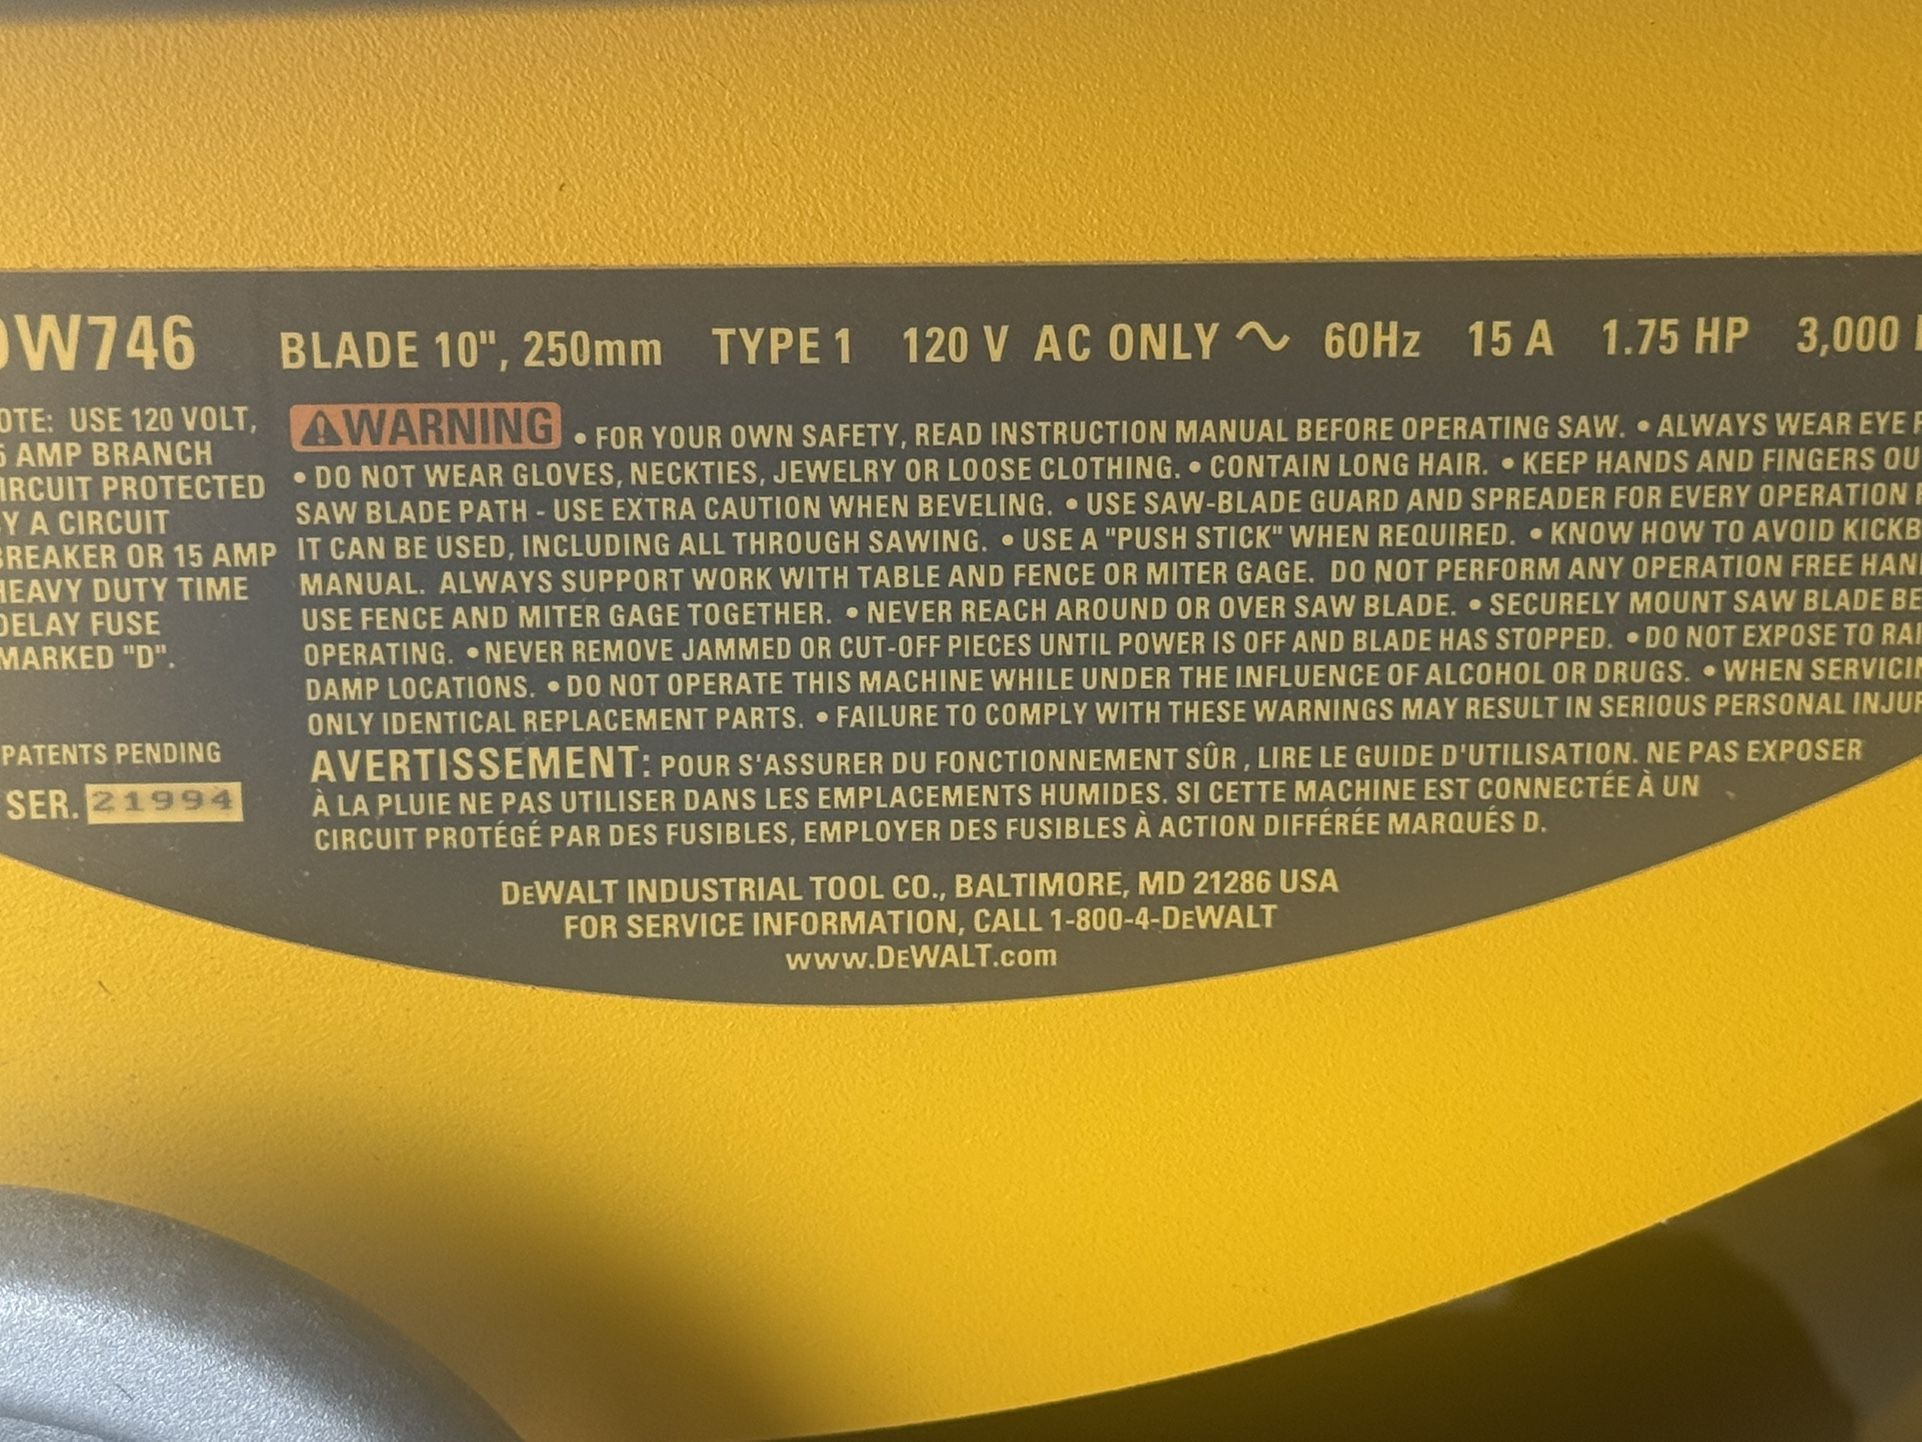 DW746 BLADE 10", 250mm TYPE 1 120 V AC ONLY ∿ 60Hz 15 A 1.75 HP 3,000
OTE: USE 120 VOLT,
5 AMP BRANCH
IRCUIT PROTECTED
BY A CIRCUIT
BREAKER OR 15 AMP
HEAVY DUTY TIME
DELAY FUSE
MARKED "D".
PATENTS PENDING
SER. 21994
⚠WARNING • FOR YOUR OWN SAFETY, READ INSTRUCTION MANUAL BEFORE OPERATING SAW. • ALWAYS WEAR EYE
• DO NOT WEAR GLOVES, NECKTIES, JEWELRY OR LOOSE CLOTHING. • CONTAIN LONG HAIR. • KEEP HANDS AND FINGERS OU
SAW BLADE PATH - USE EXTRA CAUTION WHEN BEVELING. • USE SAW-BLADE GUARD AND SPREADER FOR EVERY OPERATION
IT CAN BE USED, INCLUDING ALL THROUGH SAWING. • USE A "PUSH STICK" WHEN REQUIRED. • KNOW HOW TO AVOID KICKB
MANUAL. ALWAYS SUPPORT WORK WITH TABLE AND FENCE OR MITER GAGE. DO NOT PERFORM ANY OPERATION FREE HAN
USE FENCE AND MITER GAGE TOGETHER. • NEVER REACH AROUND OR OVER SAW BLADE. • SECURELY MOUNT SAW BLADE BE
OPERATING. • NEVER REMOVE JAMMED OR CUT-OFF PIECES UNTIL POWER IS OFF AND BLADE HAS STOPPED. • DO NOT EXPOSE TO RAI
DAMP LOCATIONS. • DO NOT OPERATE THIS MACHINE WHILE UNDER THE INFLUENCE OF ALCOHOL OR DRUGS. • WHEN SERVICIN
ONLY IDENTICAL REPLACEMENT PARTS. • FAILURE TO COMPLY WITH THESE WARNINGS MAY RESULT IN SERIOUS PERSONAL INJUR
AVERTISSEMENT: POUR S'ASSURER DU FONCTIONNEMENT SÛR , LIRE LE GUIDE D'UTILISATION. NE PAS EXPOSER
À LA PLUIE NE PAS UTILISER DANS LES EMPLACEMENTS HUMIDES. SI CETTE MACHINE EST CONNECTÉE À UN
CIRCUIT PROTÉGÉ PAR DES FUSIBLES, EMPLOYER DES FUSIBLES À ACTION DIFFÉRÉE MARQUÉS D.
DEWALT INDUSTRIAL TOOL CO., BALTIMORE, MD 21286 USA
FOR SERVICE INFORMATION, CALL 1-800-4-DEWALT
www.DEWALT.com